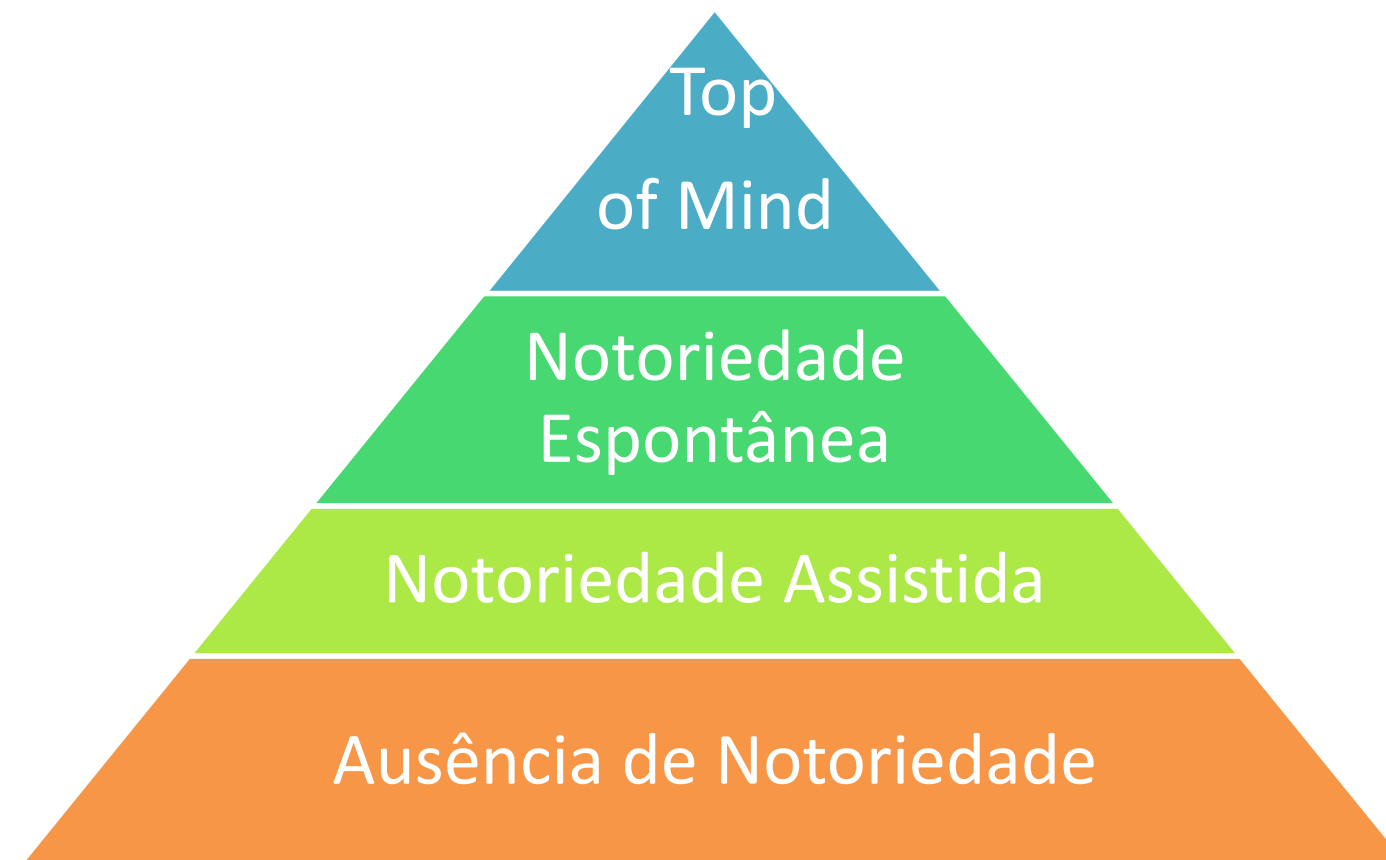 Top
of Mind
Notoriedade
Espontânea
Notoriedade Assistida
Ausência de Notoriedade